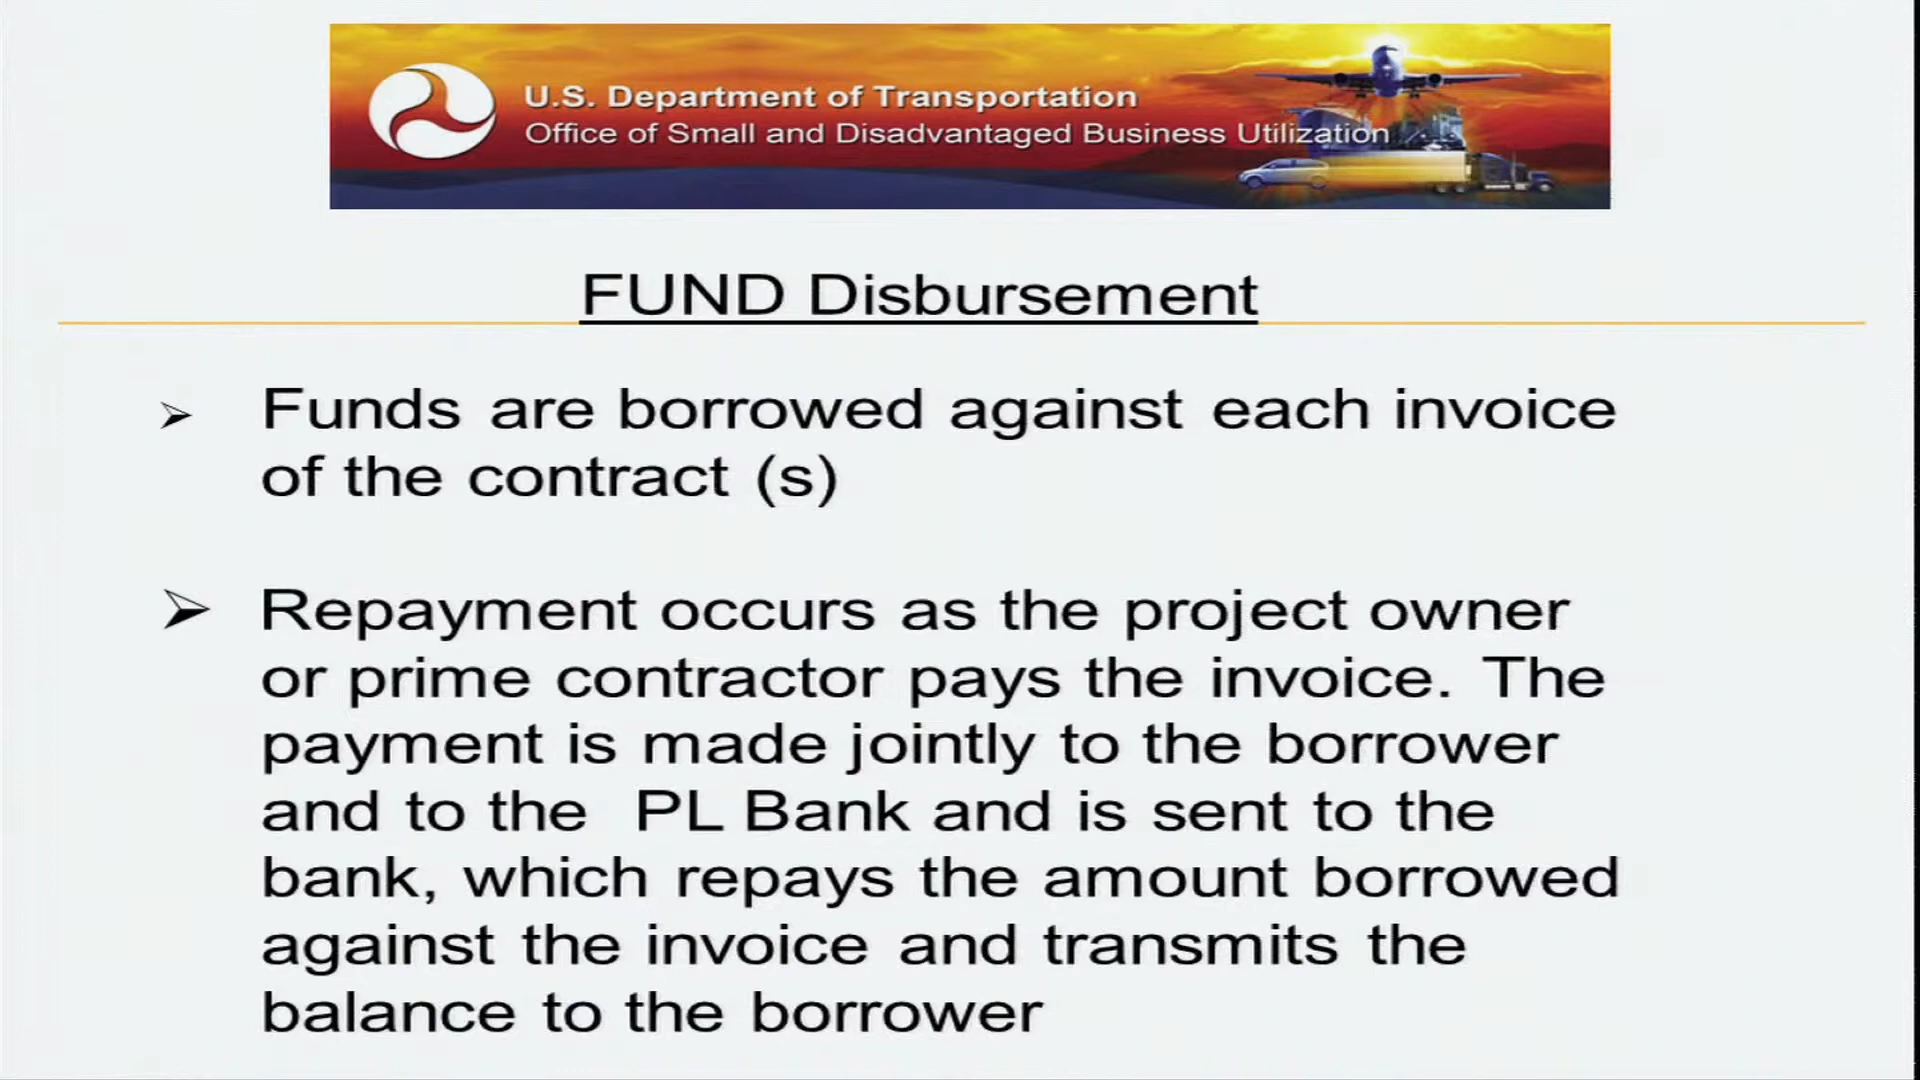 U.S. Department of Transportation
Office of Small and Disadvantaged Business Utilization
FUND Disbursement
Funds are borrowed against each invoice
of the contract (s)
Repayment occurs as the project owner
or prime contractor pays the invoice. The
payment is made jointly to the borrower
and to the PL Bank and is sent to the
bank, which repays the amount borrowed
against the invoice and transmits the
balance to the borrower